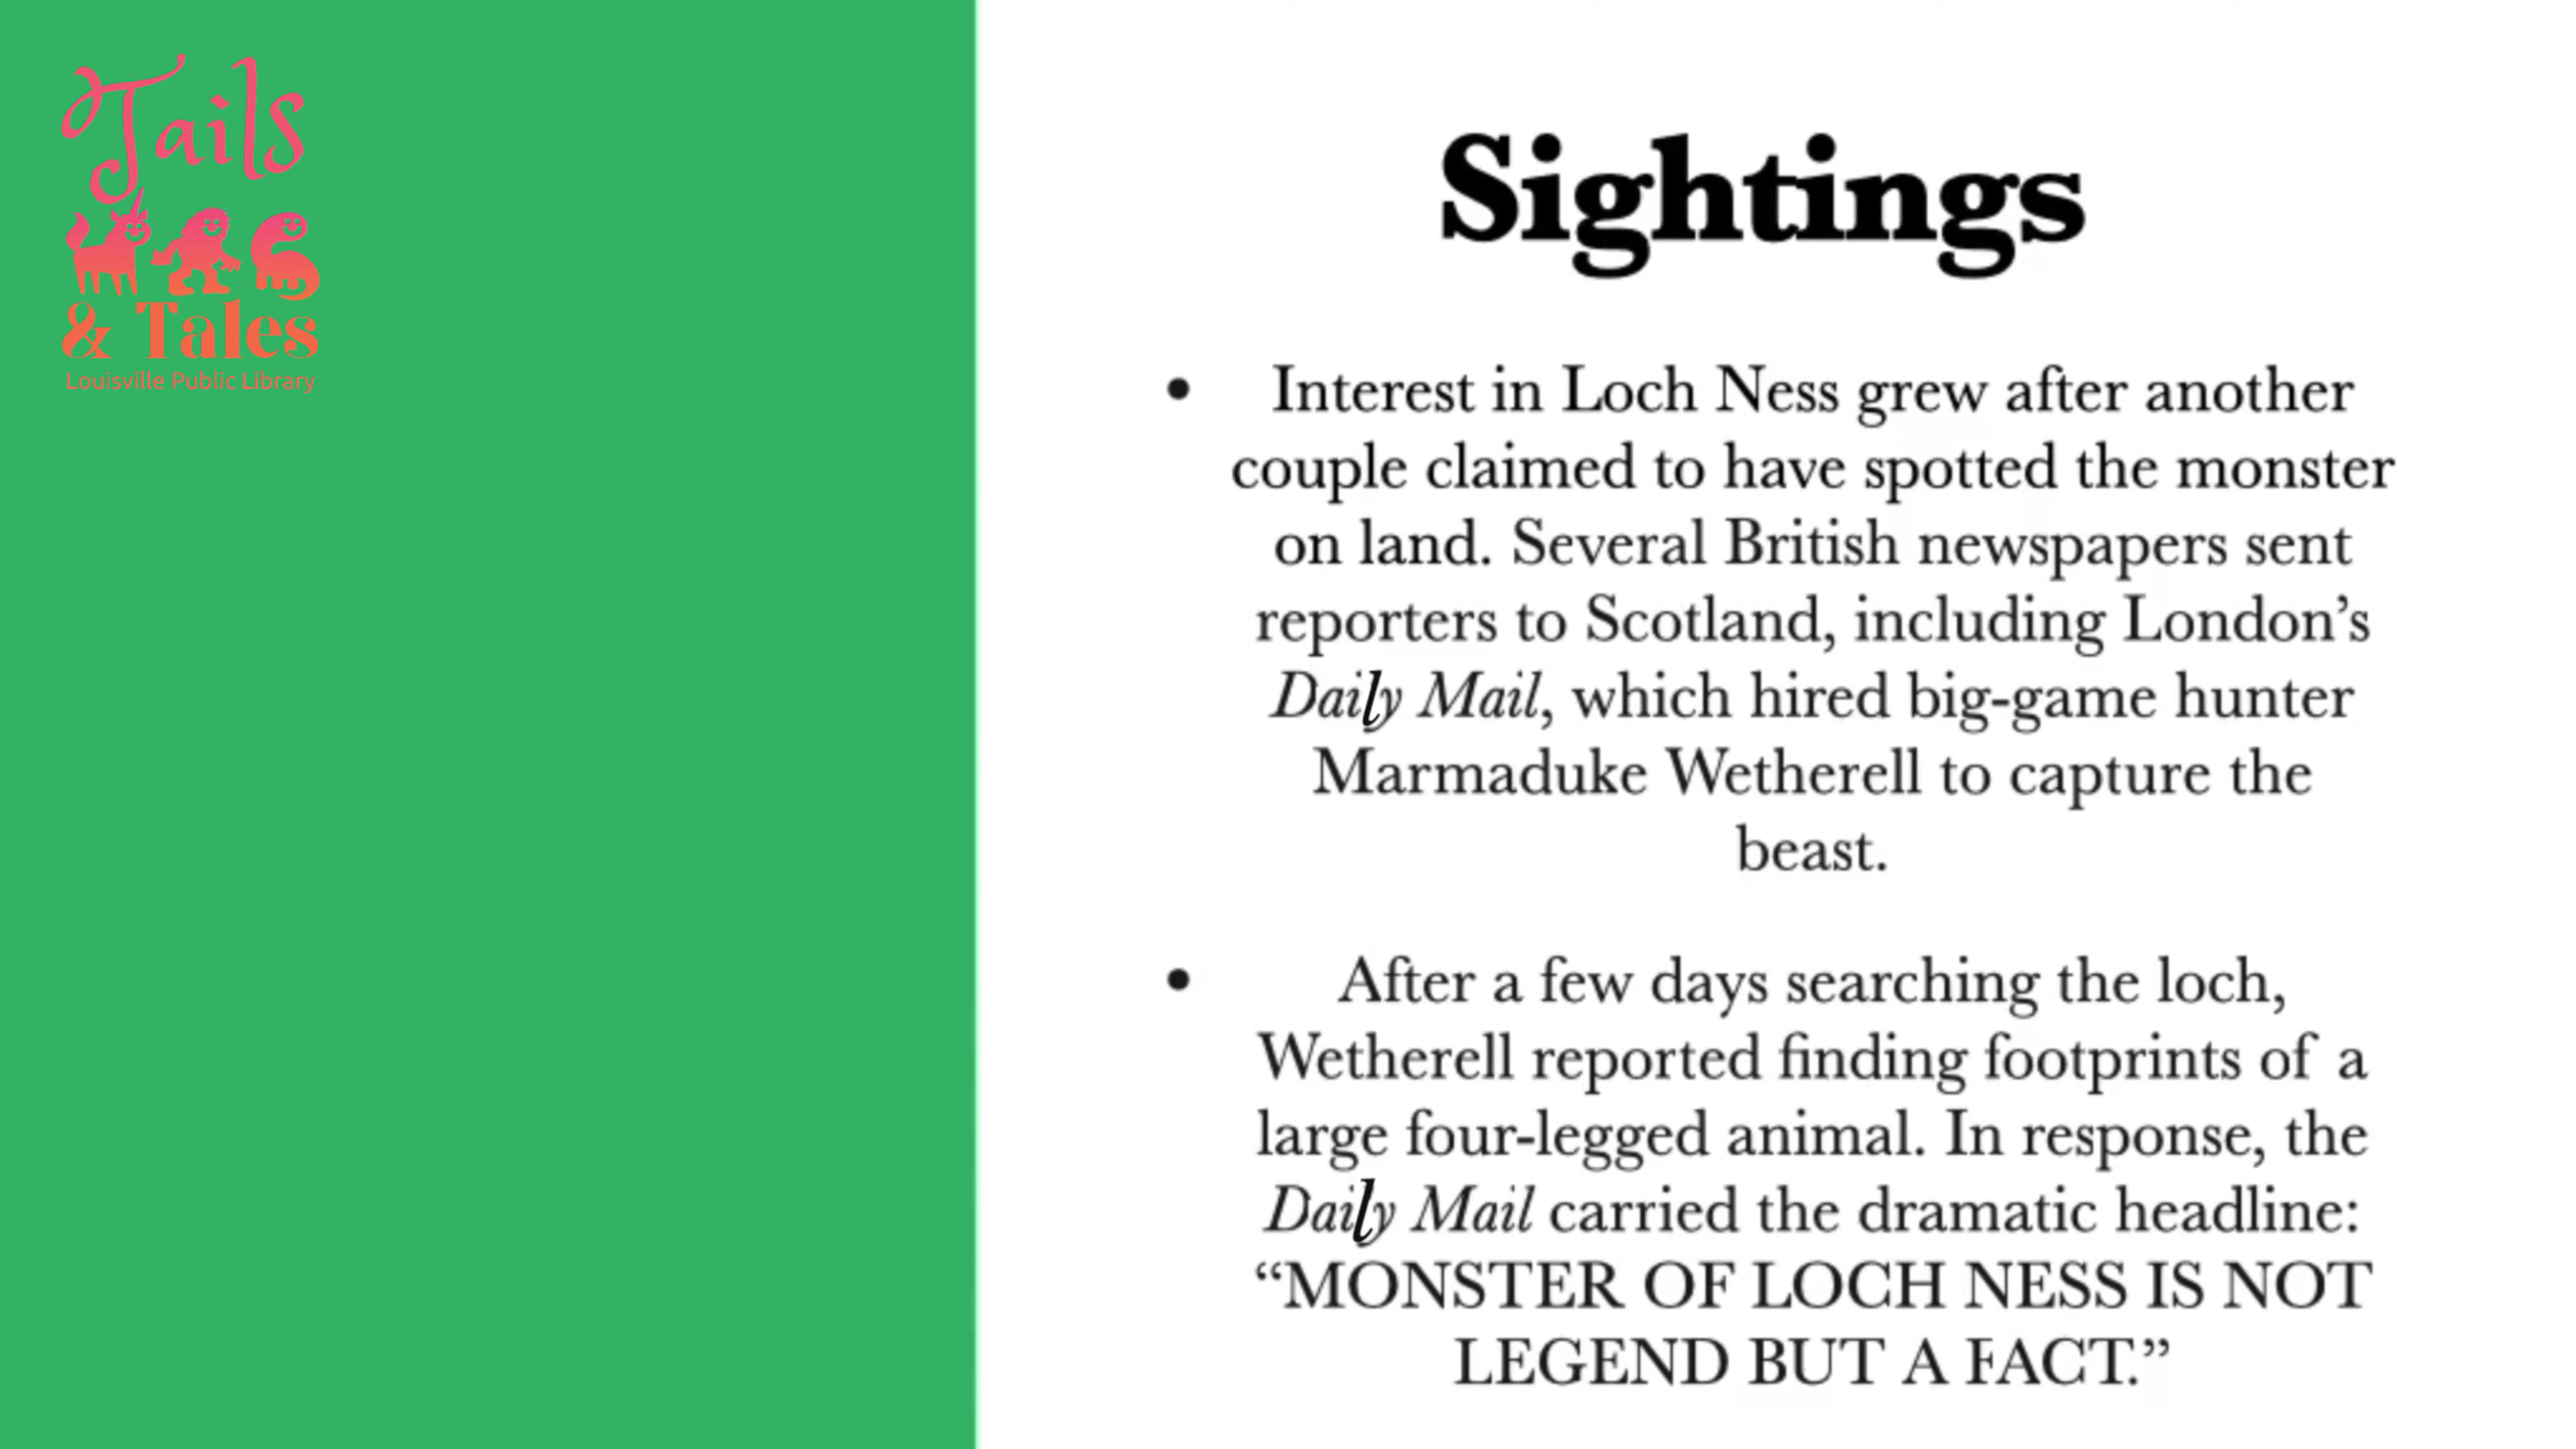 Tails
& Tales
Louisville Public Library
Sightings
• Interest in Loch Ness grew after another
couple claimed to have spotted the monster
on land. Several British newspapers sent
reporters to Scotland, including London’s
Daily Mail, which hired big-game hunter
Marmaduke Wetherell to capture the
beast.
• After a few days searching the loch,
Wetherell reported finding footprints of a
large four-legged animal. In response, the
Daily Mail carried the dramatic headline:
“MONSTER OF LOCH NESS IS NOT
LEGEND BUT A FACT.”